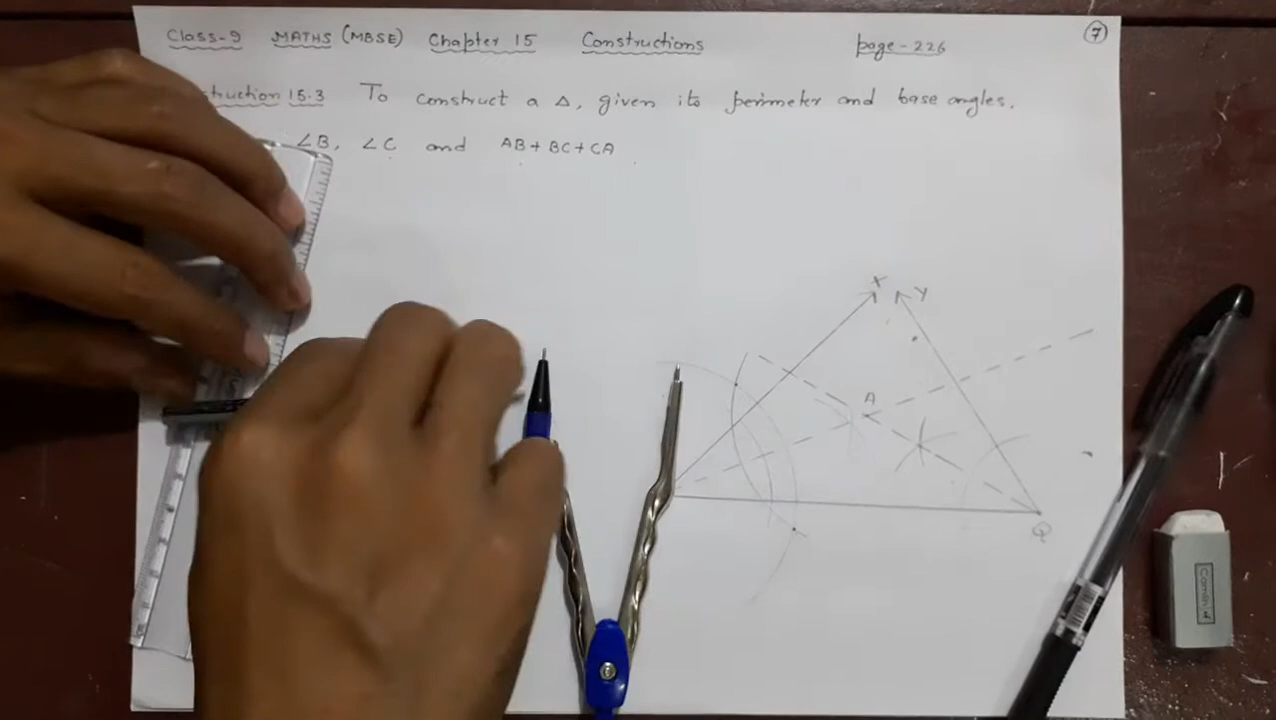 Class-9 MATHS (MBSE) Chapter 15 Constructions page-226 7
truction 15.3 To construct a Δ, given its perimeter and base angles.
∠B, ∠C and AB+BC+CA
X Y
A
Q